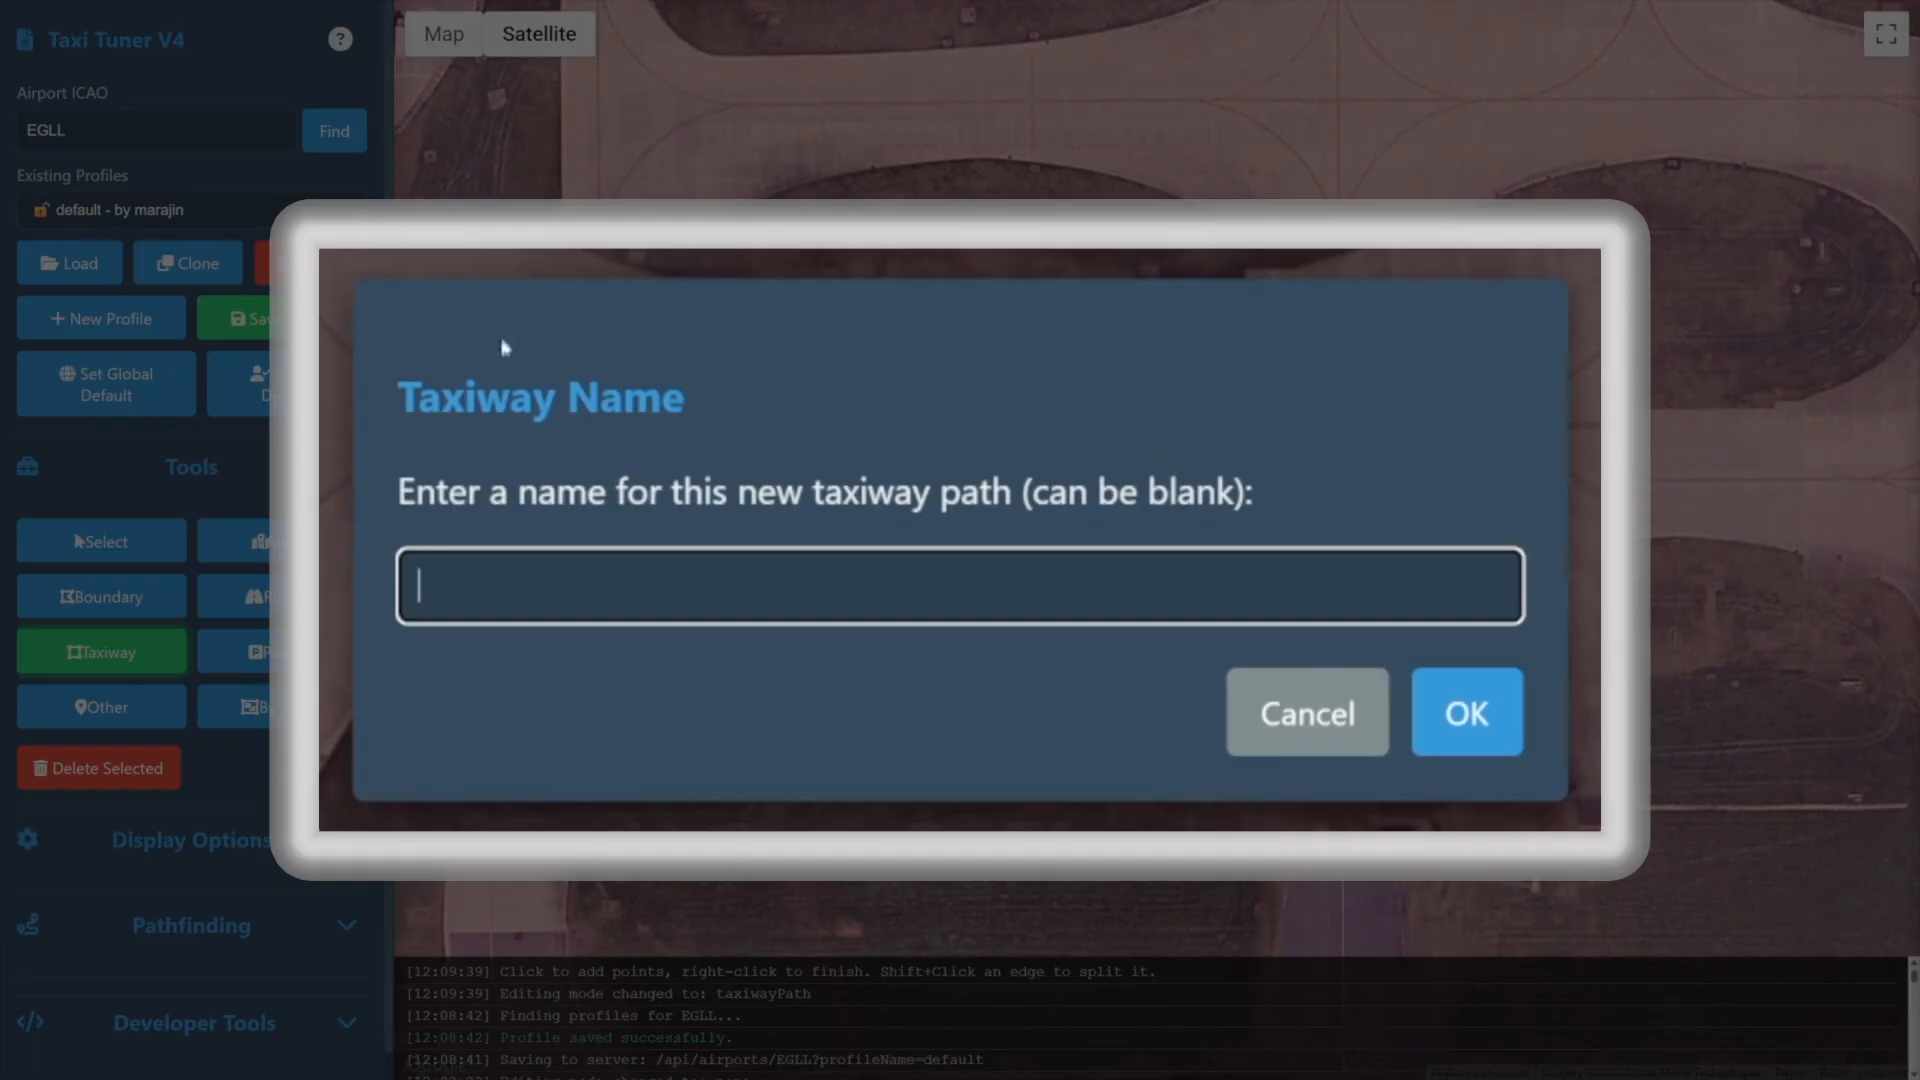 Taxi Tuner V4
?
Airport ICAO
EGLL
Find
Existing Profiles
default - by marajin
Load
Clone
New Profile
Set Global
Default
Tools
Select
Boundary
Taxiway
Other
Delete Selected
Display Options
Pathfinding
Developer Tools
Map
Satellite
Taxiway Name
Enter a name for this new taxiway path (can be blank):
Cancel
OK
[12:09:39] Click to add points, right-click to finish. Shift+Click an edge to split it.
[12:09:39] Editing mode changed to: taxiwayPath
[12:08:42] Finding profiles for EGLL...
[12:08:42] Profile saved successfully.
[12:08:41] Saving to server: /api/airports/EGLL?profileName=default